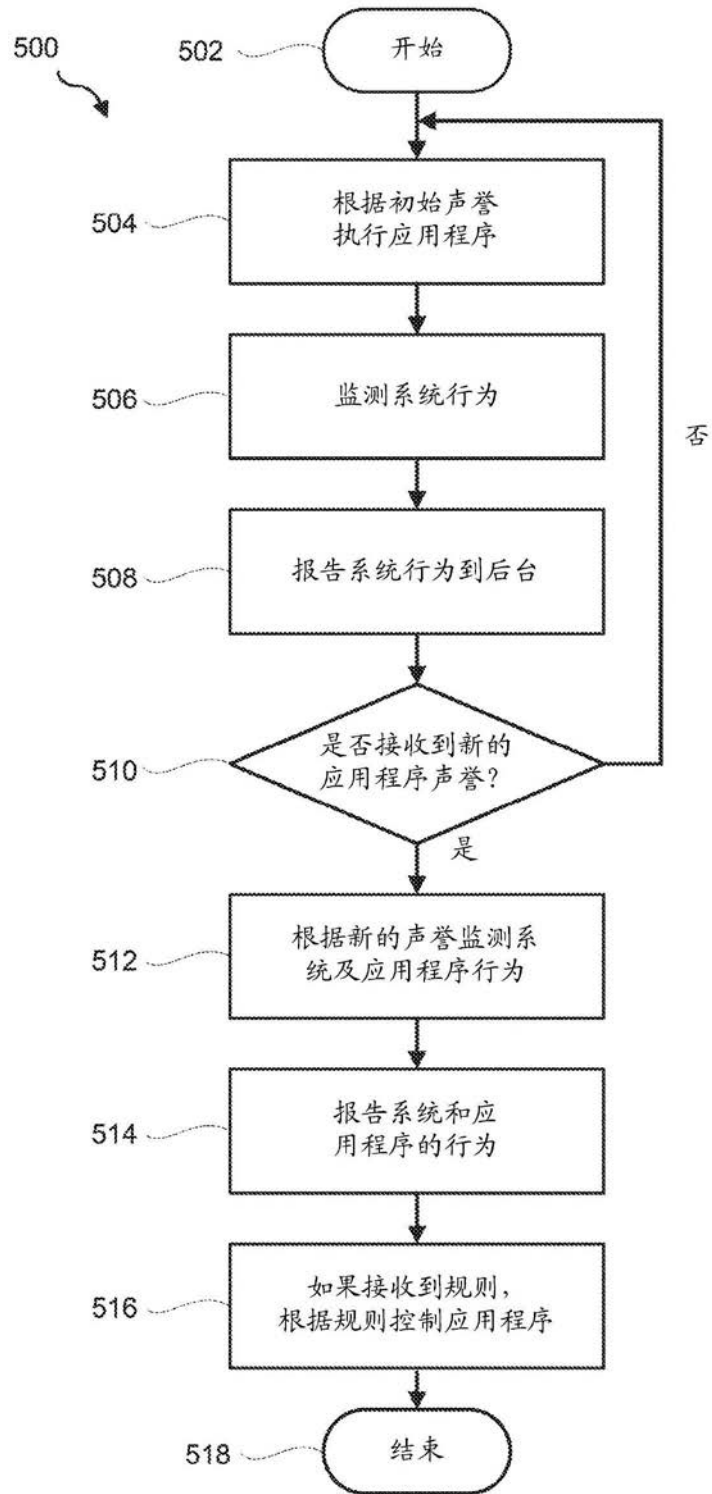 500
502
开始
504
根据初始声誉
执行应用程序
506
监测系统行为
否
508
报告系统行为到后台
510
是否接收到新的
应用程序声誉?
是
512
根据新的声誉监测系
统及应用程序行为
514
报告系统和应
用程序的行为
516
如果接收到规则，
根据规则控制应用程序
518
结束